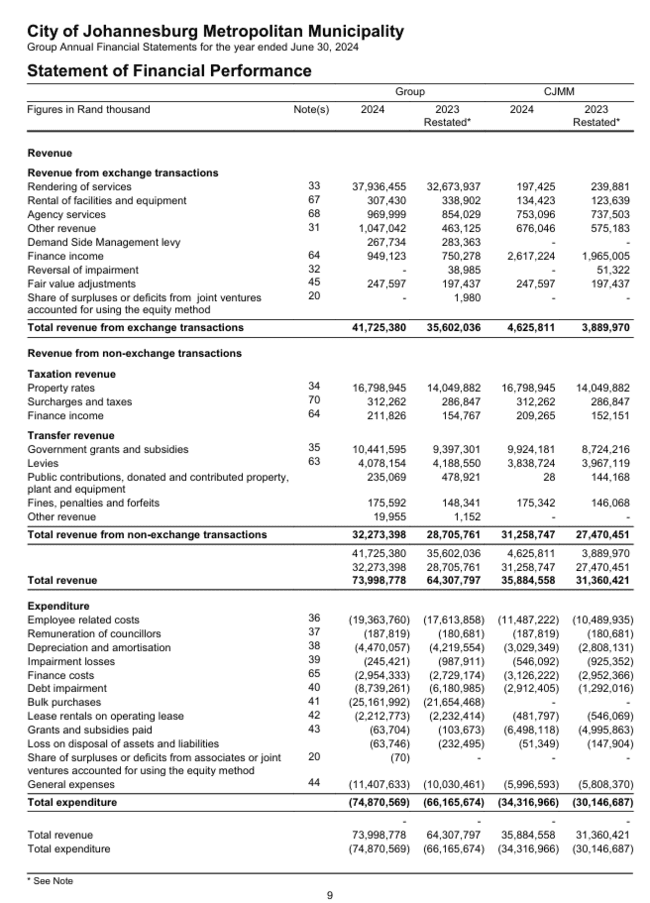 City of Johannesburg Metropolitan Municipality
Group Annual Financial Statements for the year ended June 30, 2024
Statement of Financial Performance
Group CJMM
Figures in Rand thousand Note(s) 2024 2023 2024 2023
Restated* Restated*
Revenue
Revenue from exchange transactions
Rendering of services 33 37,936,455 32,673,937 197,425 239,881
Rental of facilities and equipment 67 307,430 338,902 134,423 123,639
Agency services 68 969,999 854,029 753,096 737,503
Other revenue 31 1,047,042 463,125 676,046 575,183
Demand Side Management levy 267,734 283,363 - -
Finance income 64 949,123 750,278 2,617,224 1,965,005
Reversal of impairment 32 - 38,985 - 51,322
Fair value adjustments 45 247,597 197,437 247,597 197,437
Share of surpluses or deficits from joint ventures 20 - 1,980 - -
accounted for using the equity method
Total revenue from exchange transactions 41,725,380 35,602,036 4,625,811 3,889,970
Revenue from non-exchange transactions
Taxation revenue
Property rates 34 16,798,945 14,049,882 16,798,945 14,049,882
Surcharges and taxes 70 312,262 286,847 312,262 286,847
Finance income 64 211,826 154,767 209,265 152,151
Transfer revenue
Government grants and subsidies 35 10,441,595 9,397,301 9,924,181 8,724,216
Levies 63 4,078,154 4,188,550 3,838,724 3,967,119
Public contributions, donated and contributed property, 235,069 478,921 28 144,168
plant and equipment
Fines, penalties and forfeits 175,592 148,341 175,342 146,068
Other revenue 19,955 1,152 - -
Total revenue from non-exchange transactions 32,273,398 28,705,761 31,258,747 27,470,451
41,725,380 35,602,036 4,625,811 3,889,970
32,273,398 28,705,761 31,258,747 27,470,451
Total revenue 73,998,778 64,307,797 35,884,558 31,360,421
Expenditure
Employee related costs 36 (19,363,760) (17,613,858) (11,487,222) (10,489,935)
Remuneration of councillors 37 (187,819) (180,681) (187,819) (180,681)
Depreciation and amortisation 38 (4,470,057) (4,219,554) (3,029,349) (2,808,131)
Impairment losses 39 (245,421) (987,911) (546,092) (925,352)
Finance costs 65 (2,954,333) (2,729,174) (3,126,222) (2,952,366)
Debt impairment 40 (8,739,261) (6,180,985) (2,912,405) (1,292,016)
Bulk purchases 41 (25,161,992) (21,654,468) - -
Lease rentals on operating lease 42 (2,212,773) (2,232,414) (481,797) (546,069)
Grants and subsidies paid 43 (63,704) (103,673) (6,498,118) (4,995,863)
Loss on disposal of assets and liabilities (63,746) (232,495) (51,349) (147,904)
Share of surpluses or deficits from associates or joint 20 (70) - - -
ventures accounted for using the equity method
General expenses 44 (11,407,633) (10,030,461) (5,996,593) (5,808,370)
Total expenditure (74,870,569) (66,165,674) (34,316,966) (30,146,687)
- - - -
Total revenue 73,998,778 64,307,797 35,884,558 31,360,421
Total expenditure (74,870,569) (66,165,674) (34,316,966) (30,146,687)
* See Note
9